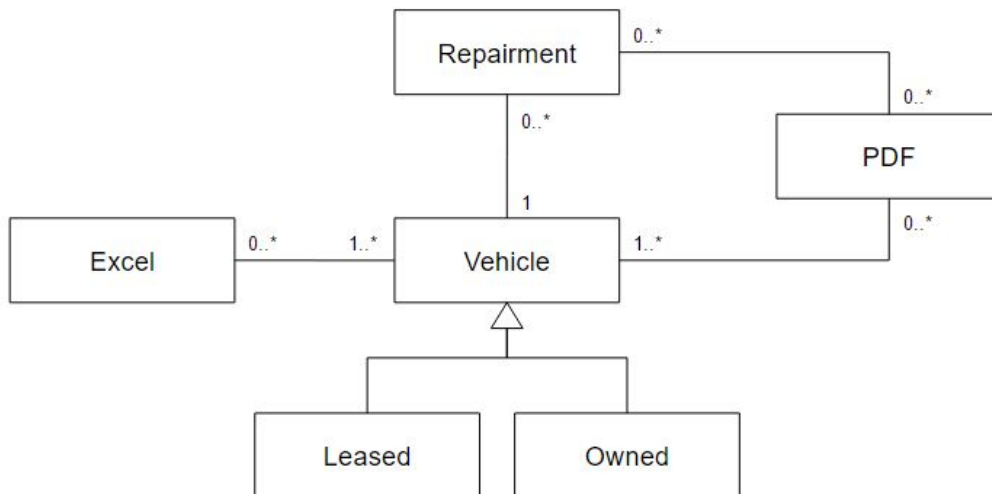 Repairment
0..*
0..*
0..*
PDF
1
0..*
Excel
0..*
1..*
Vehicle
1..*
Leased
Owned